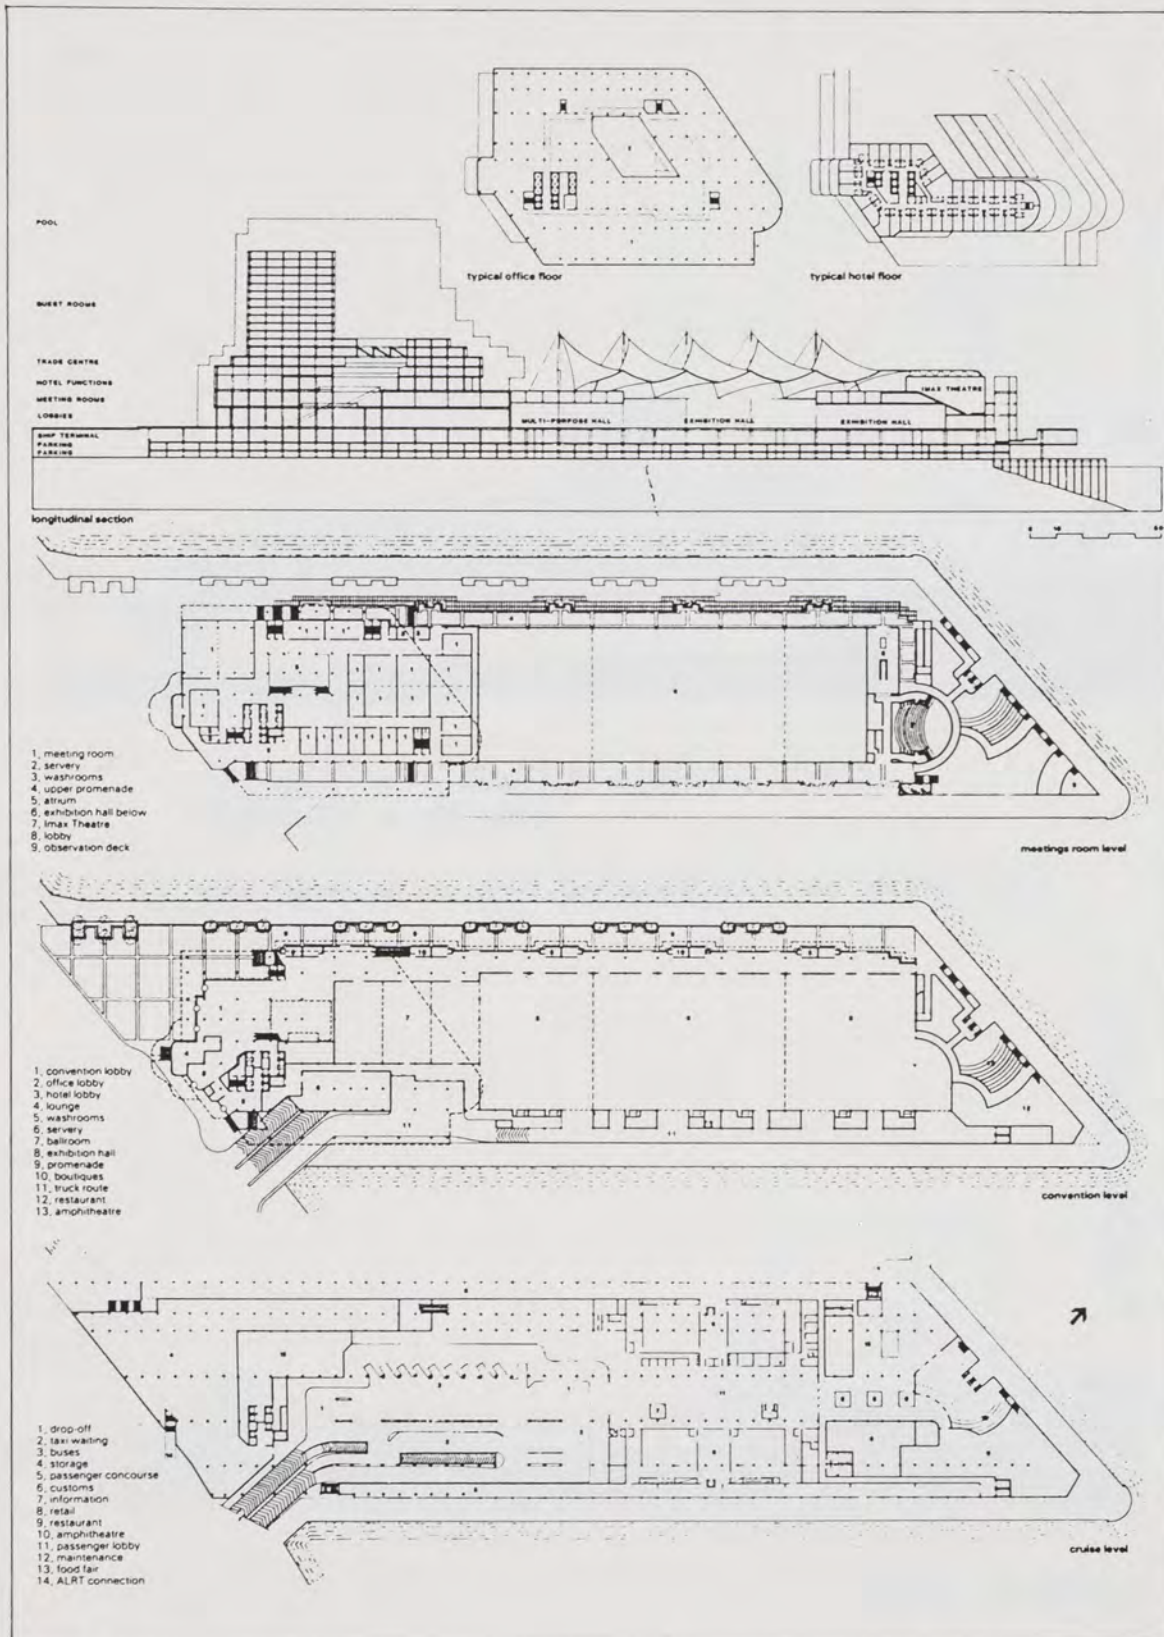 typical office floor
typical hotel floor
POOL
GUEST ROOMS
TRADE CENTRE
HOTEL FUNCTIONS
MEETING ROOMS
LOBBIES
SHIP TERMINAL
PARKING
PARKING
MULTI-PURPOSE HALL
EXHIBITION HALL
EXHIBITION HALL
IMAX THEATRE
longitudinal section
1, meeting room
2, servery
3, washrooms
4, upper promenade
5, atrium
6, exhibition hall below
7, Imax Theatre
8, lobby
9, observation deck
meetings room level
1, convention lobby
2, office lobby
3, hotel lobby
4, lounge
5, washrooms
6, servery
7, ballroom
8, exhibition hall
9, promenade
10, boutiques
11, truck route
12, restaurant
13, amphitheatre
convention level
1, drop-off
2, taxi waiting
3, buses
4, storage
5, passenger concourse
6, customs
7, information
8, retail
9, restaurant
10, amphitheatre
11, passenger lobby
12, maintenance
13, food fair
14, ALRT connection
cruise level